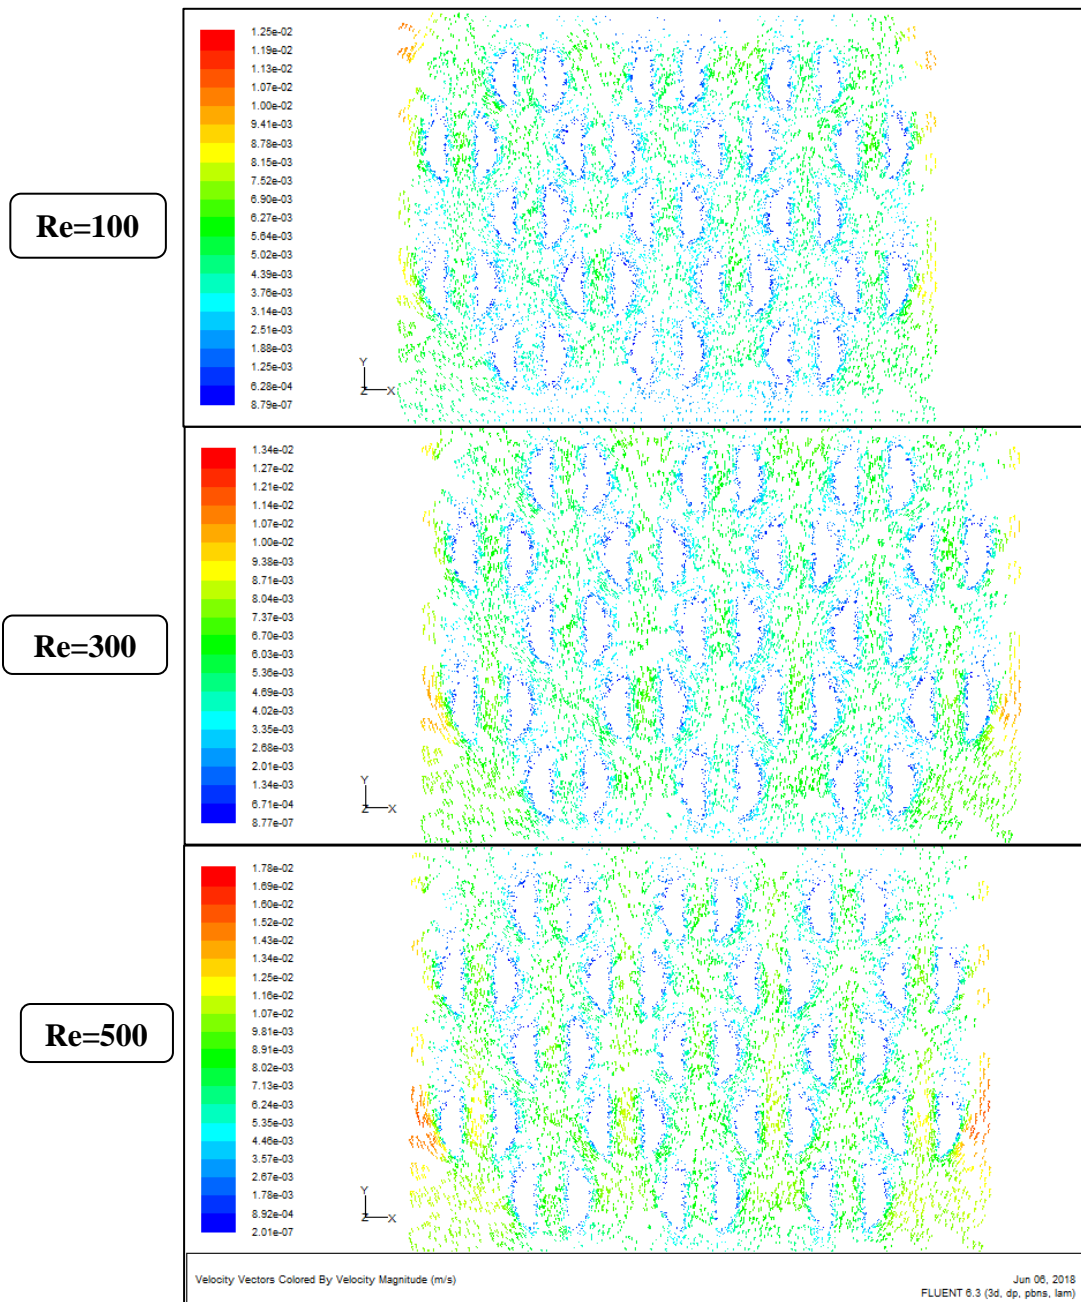 1.25e-02
1.19e-02
1.13e-02
1.07e-02
1.00e-02
9.41e-03
8.78e-03
8.15e-03
7.52e-03
6.90e-03
6.27e-03
5.64e-03
5.02e-03
4.39e-03
3.76e-03
3.14e-03
2.51e-03
1.88e-03
1.25e-03
6.28e-04
8.79e-07
Re=100
Y
Z X
1.34e-02
1.27e-02
1.21e-02
1.14e-02
1.07e-02
1.00e-02
9.38e-03
8.71e-03
8.04e-03
7.37e-03
6.70e-03
6.03e-03
5.36e-03
4.69e-03
4.02e-03
3.35e-03
2.68e-03
2.01e-03
1.34e-03
6.71e-04
8.77e-07
Re=300
Y
Z X
1.78e-02
1.69e-02
1.60e-02
1.52e-02
1.43e-02
1.34e-02
1.25e-02
1.16e-02
1.07e-02
9.81e-03
8.91e-03
8.02e-03
7.13e-03
6.24e-03
5.35e-03
4.46e-03
3.57e-03
2.67e-03
1.78e-03
8.92e-04
2.01e-07
Re=500
Y
Z X
Velocity Vectors Colored By Velocity Magnitude (m/s)
Jun 06, 2018
FLUENT 6.3 (3d, dp, pbns, lam)